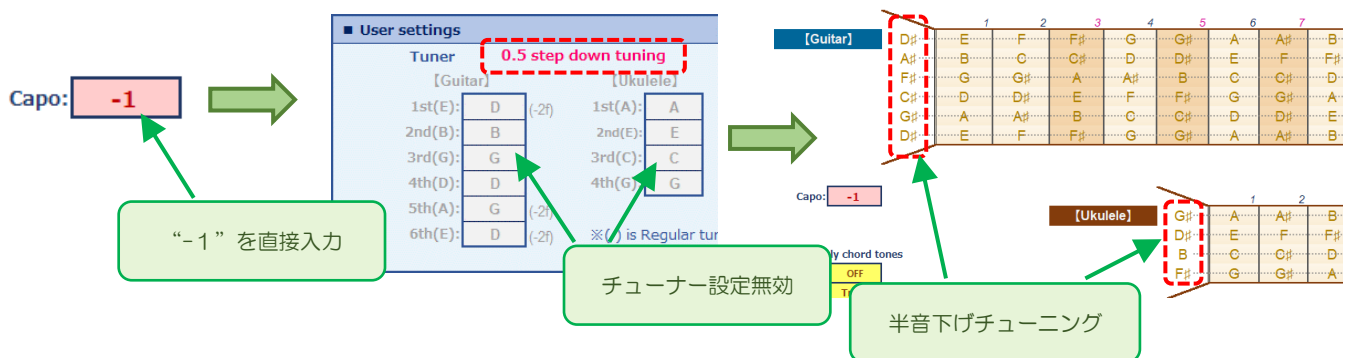 Capo: -1
“-１”を直接入力
■ User settings
Tuner 0.5 step down tuning
【Guitar】 【Ukulele】
1st(E): D (-2f) 1st(A): A
2nd(B): B 2nd(E): E
3rd(G): G 3rd(C): C
4th(D): D 4th(G): G
5th(A): G (-2f)
6th(E): D (-2f) ※( ) is Regular tur
チューナー設定無効
1 2 3 4 5 6 7
【Guitar】 D♯ E F F♯ G G♯ A A♯ B
A♯ B C C♯ D D♯ E F F♯
F♯ G G♯ A A♯ B C C♯ D
C♯ D D♯ E F F♯ G G♯ A
G♯ A A♯ B C C♯ D D♯ E
D♯ E F F♯ G G♯ A A♯ B
Capo: -1
ly chord tones
OFF
1 2
【Ukulele】 G♯ A A♯ B
D♯ E F F♯
B C C♯ D
F♯ G G♯ A
半音下げチューニング